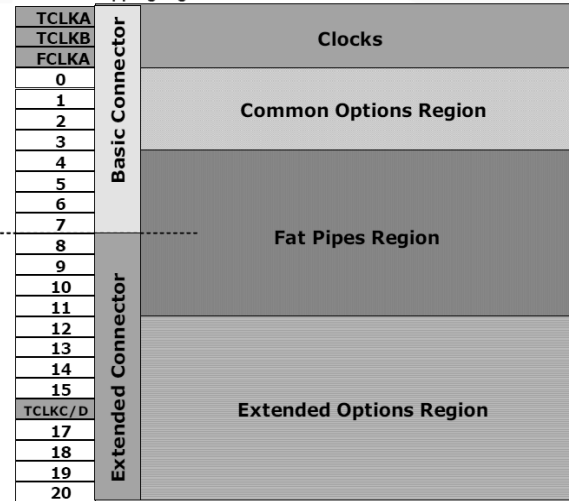 TCLKA
TCLKB
FCLKA
0
1
2
3
4
5
6
7
8
9
10
11
12
13
14
15
TCLKC/D
17
18
19
20
Basic Connector
Extended Connector
Clocks
Common Options Region
Fat Pipes Region
Extended Options Region